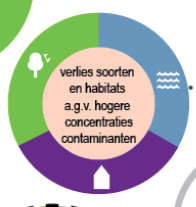 verlies soorten
en habitats
a.g.v. hogere
concentraties
contaminanten